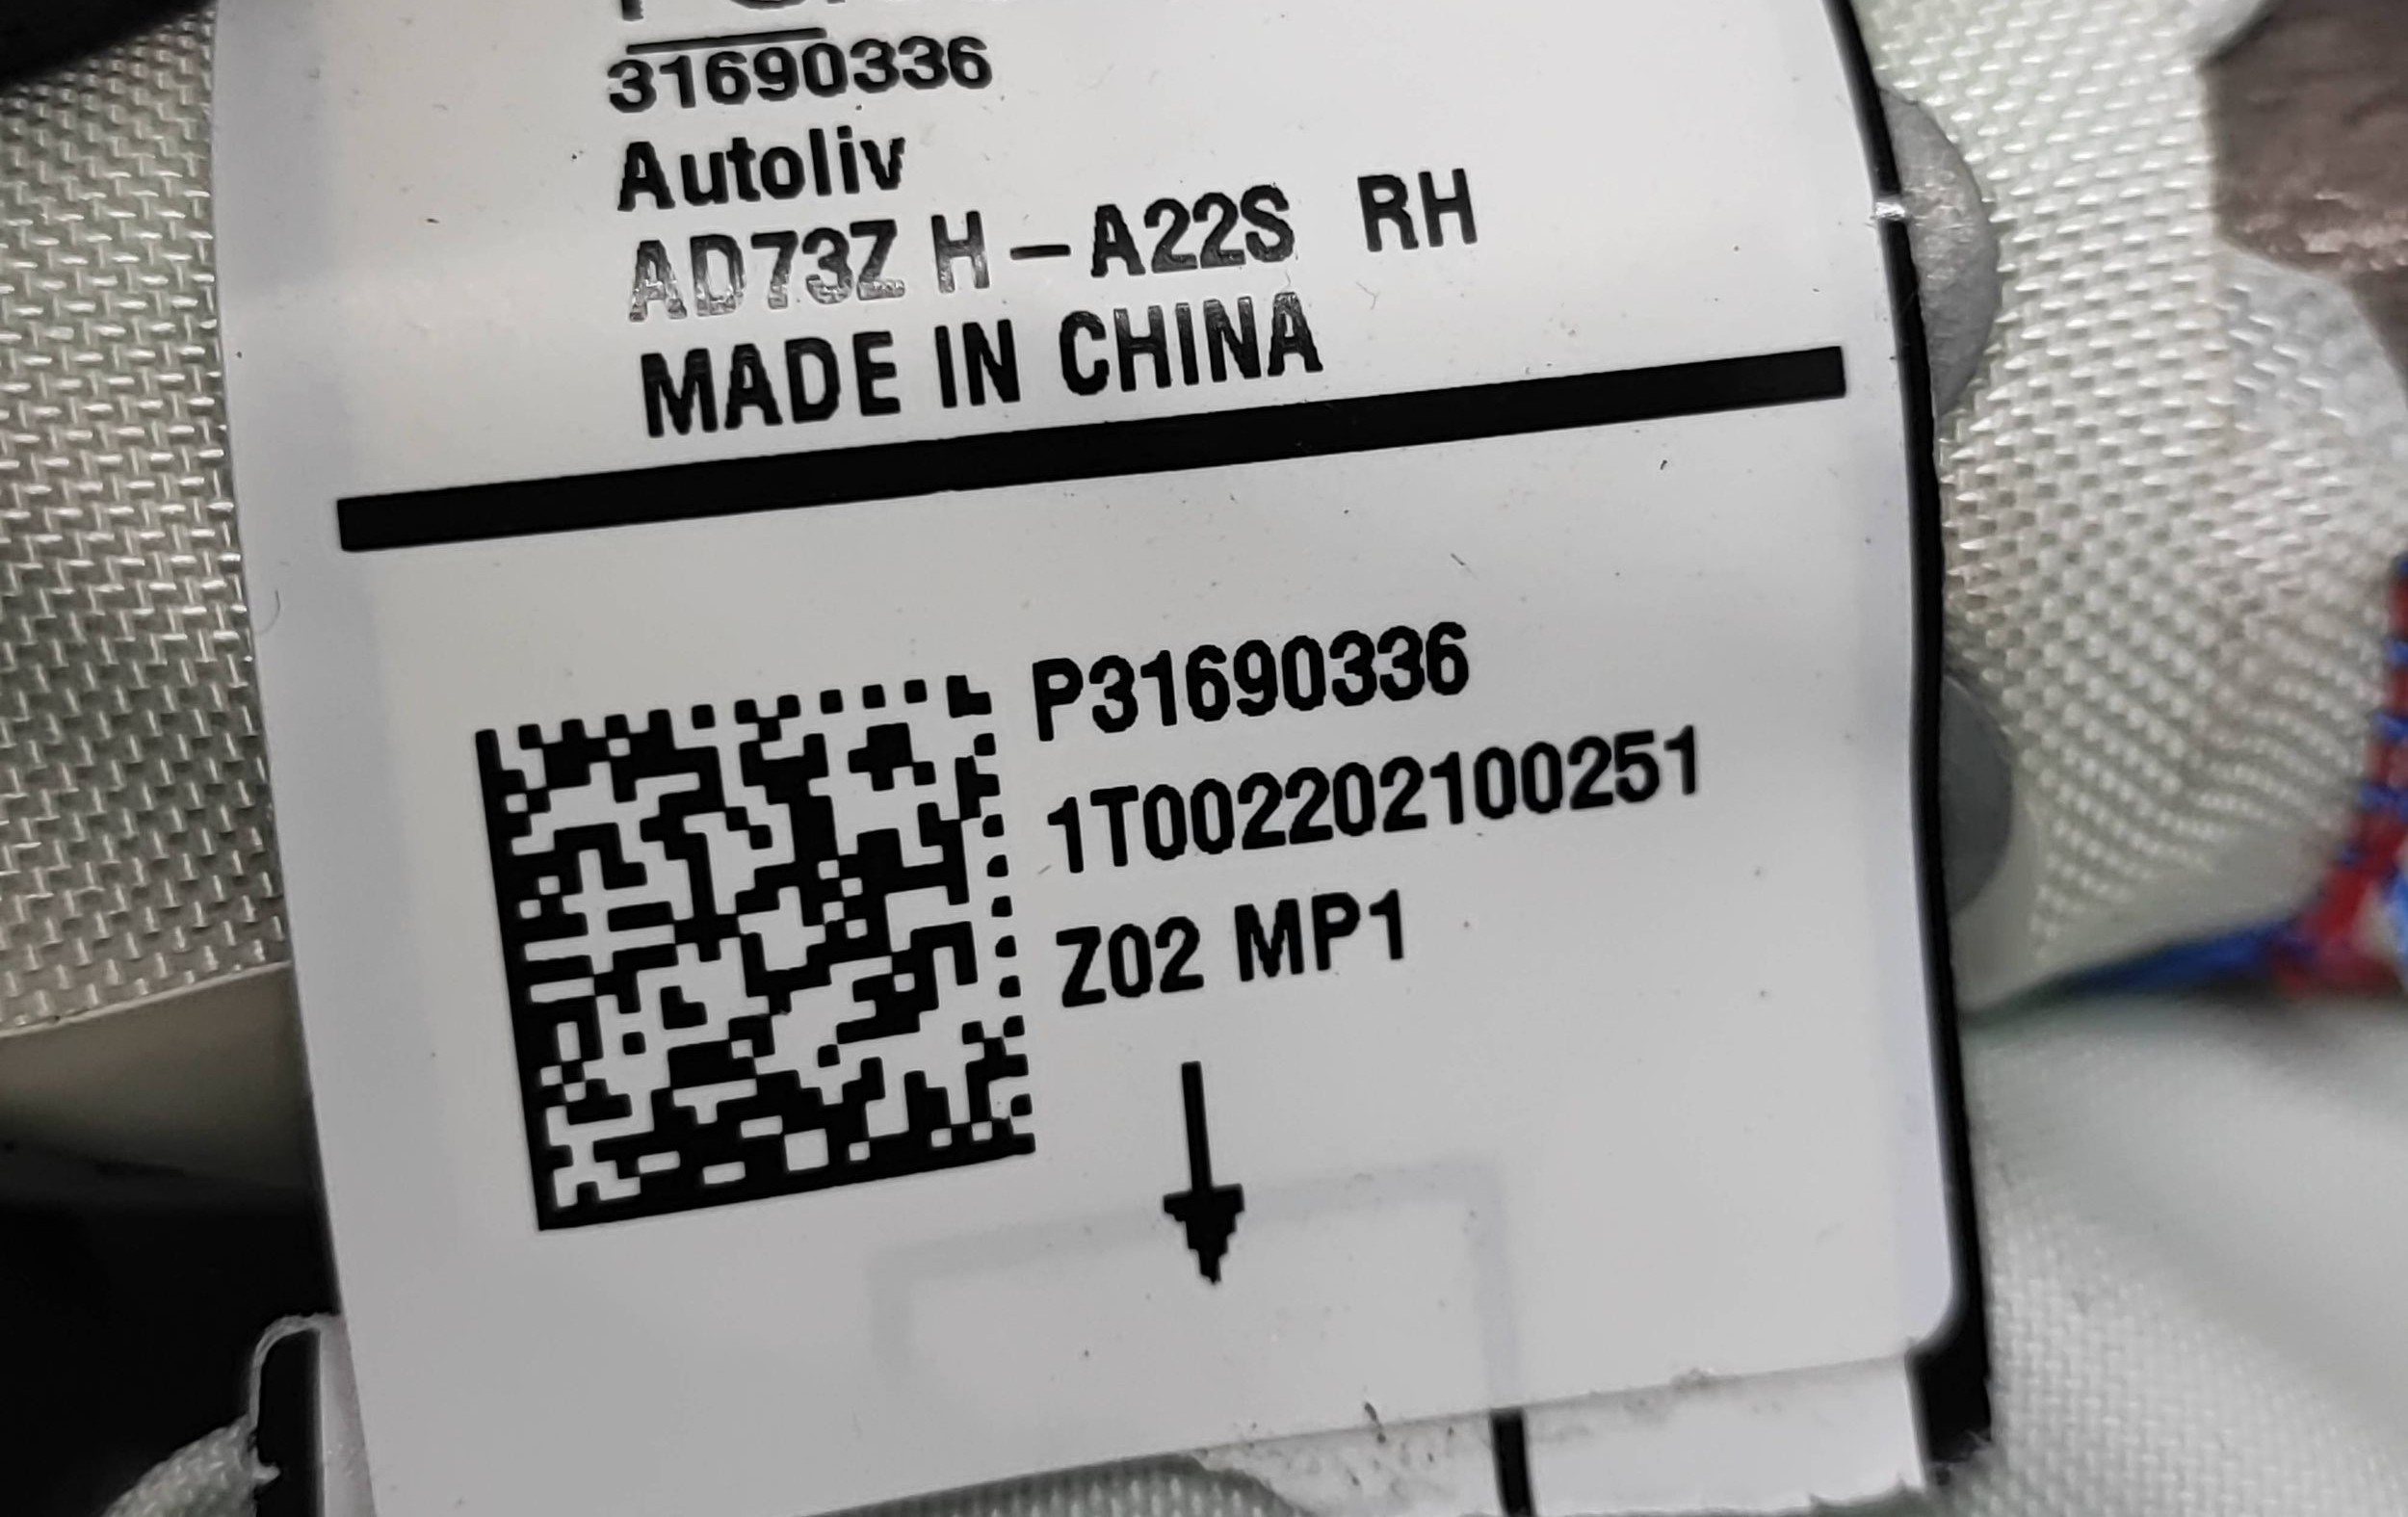 31690336
Autoliv
AD73Z H-A22S RH
MADE IN CHINA
P31690336
1T002202100251
Z02 MP1